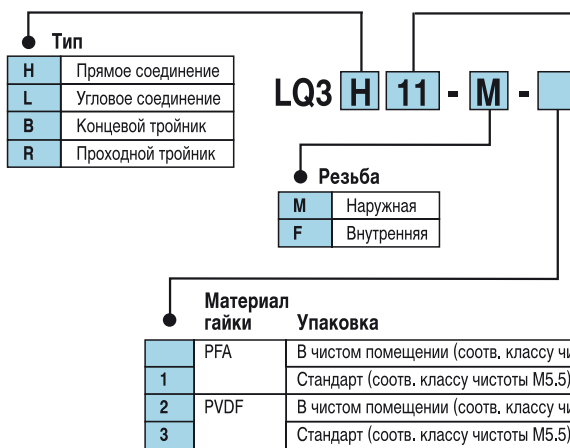 Тип
H Прямое соединение
L Угловое соединение
B Концевой тройник
R Проходной тройник
LQ3 H 11 - M -
Резьба
M Наружная
F Внутренняя
Материал гайки Упаковка
PFA В чистом помещении (соотв. классу
1 Стандарт (соотв. классу чистоты M5.5)
2 PVDF В чистом помещении (соотв. классу
3 Стандарт (соотв. классу чистоты M5.5)